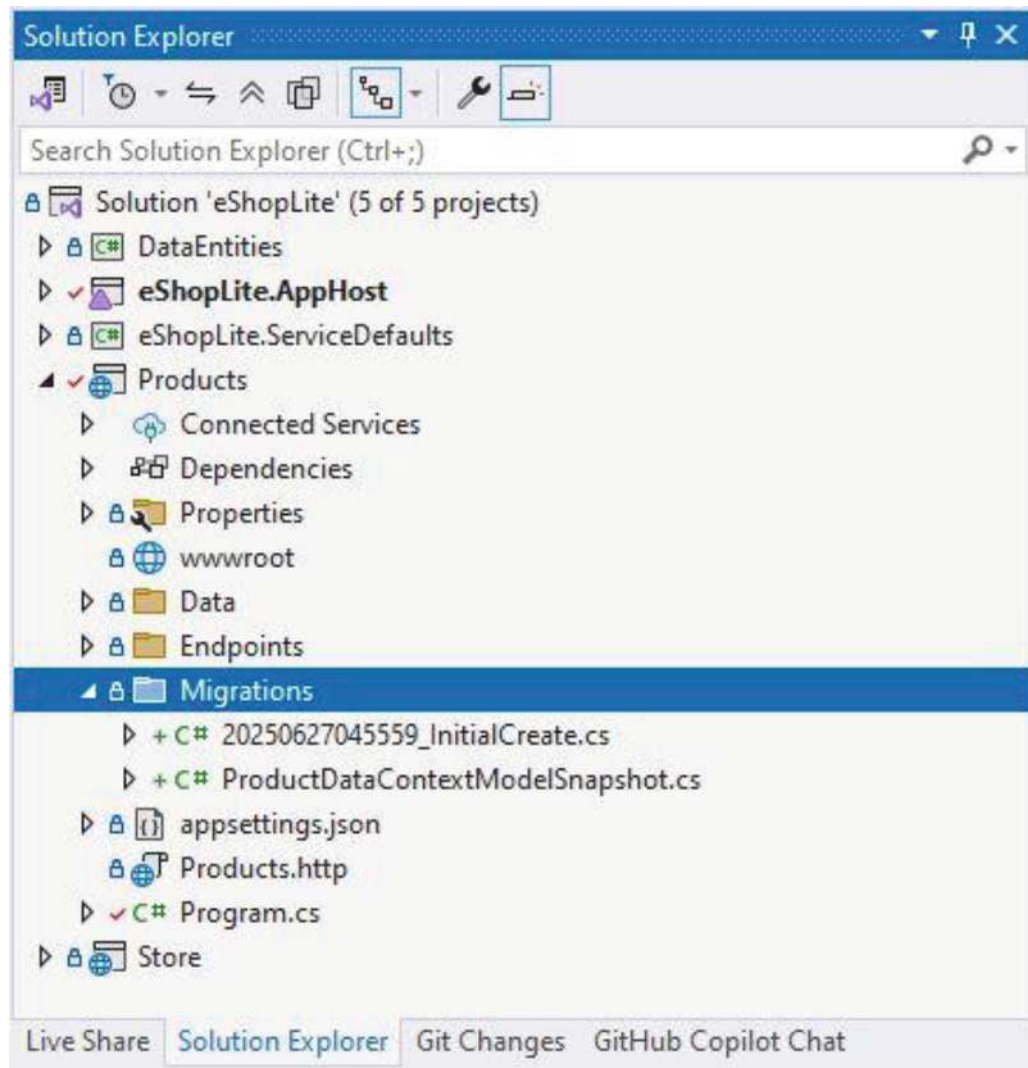 Solution Explorer
Search Solution Explorer (Ctrl+;)
Solution 'eShopLite' (5 of 5 projects)
C# DataEntities
eShopLite.AppHost
C# eShopLite.ServiceDefaults
Products
Connected Services
Dependencies
Properties
wwwroot
Data
Endpoints
Migrations
+ C# 20250627045559_InitialCreate.cs
+ C# ProductDataContextModelSnapshot.cs
appsettings.json
Products.http
C# Program.cs
Store
Live Share Solution Explorer Git Changes GitHub Copilot Chat